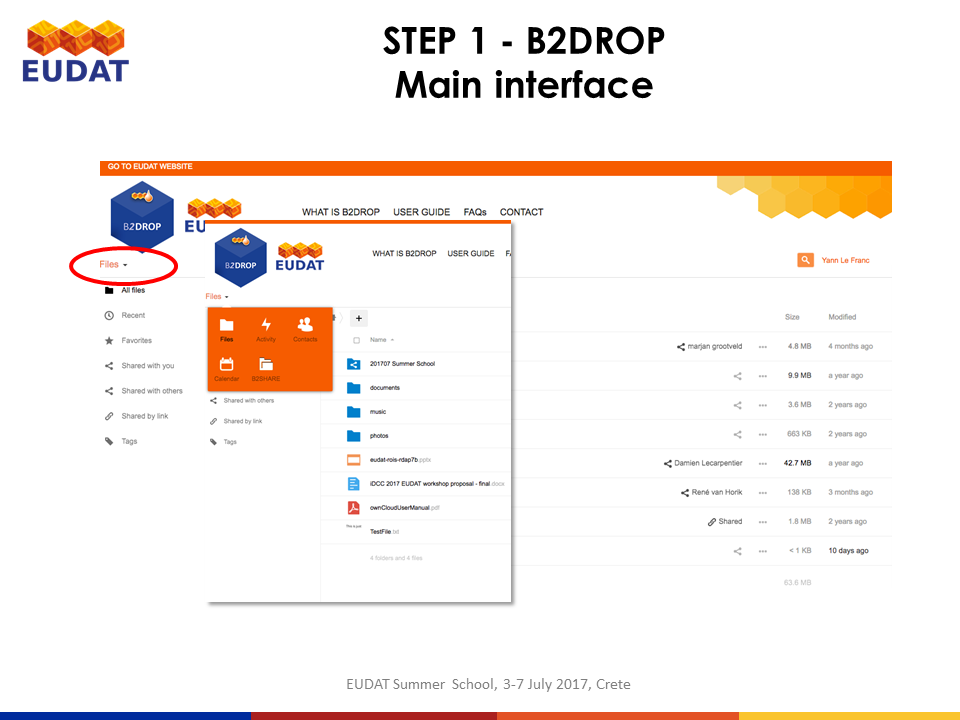 EUDAT
STEP 1 - B2DROP
Main interface
GO TO EUDAT WEBSITE
B2DROP
EU
WHAT IS B2DROP USER GUIDE FAQs CONTACT
Files
Yann Le Franc
All files
Recent
Favorites
Shared with you
Shared with others
Shared by link
Tags
B2DROP
EUDAT
WHAT IS B2DROP USER GUIDE
Files
Files Activity Contacts
Calendar B2SHARE
Shared with others
Shared by link
Tags
+
Name
201707 Summer School
documents
music
photos
eudat-rois-rdap7b.pptx
iDCC 2017 EUDAT workshop proposal - final.docx
ownCloudUserManual.pdf
This is just
TestFile.txt
4 folders and 4 files
Size Modified
marjan grootveld ••• 4.8 MB 4 months ago
••• 9.9 MB a year ago
••• 3.6 MB 2 years ago
••• 663 KB 2 years ago
Damien Lecarpentier ••• 42.7 MB a year ago
René van Horik ••• 138 KB 3 months ago
Shared ••• 1.8 MB 2 years ago
••• < 1 KB 10 days ago
63.6 MB
EUDAT Summer School, 3-7 July 2017, Crete